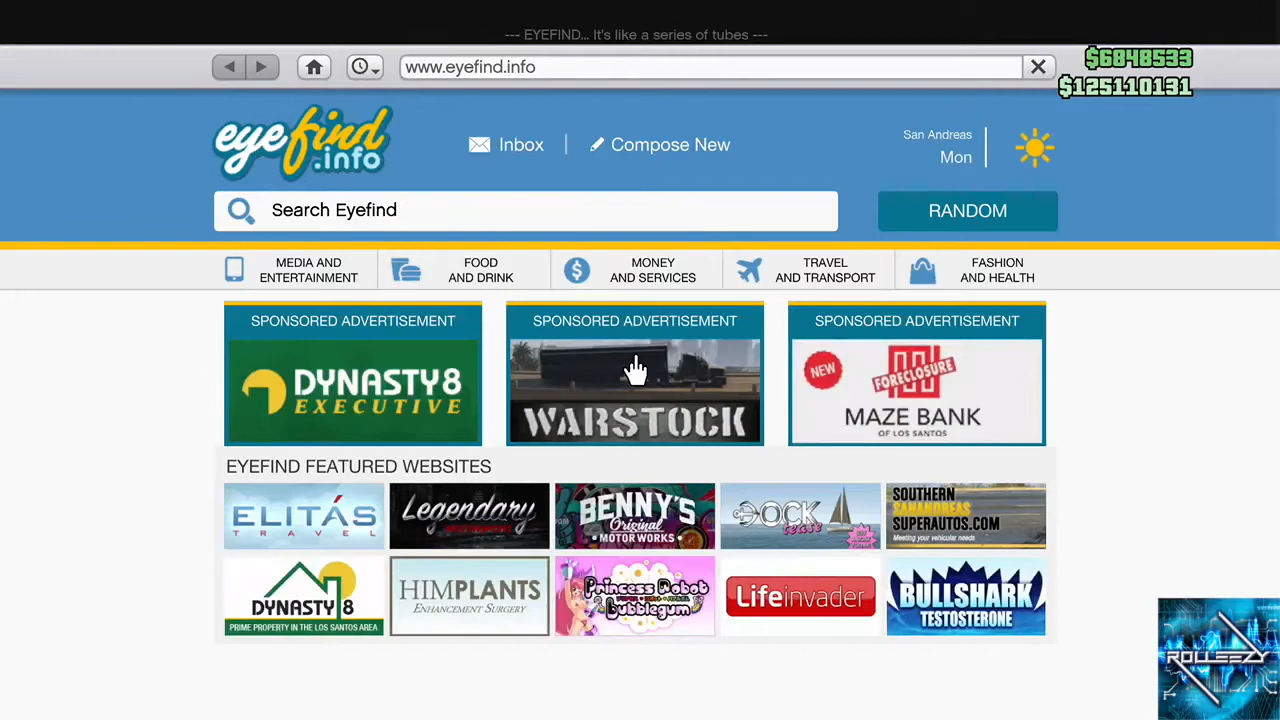 --- EYEFIND... It's like a series of tubes ---
www.eyefind.info
$6848533
$125110131
eyefind.info
Inbox
Compose New
San Andreas
Mon
Search Eyefind
RANDOM
MEDIA AND
ENTERTAINMENT
FOOD
AND DRINK
MONEY
AND SERVICES
TRAVEL
AND TRANSPORT
FASHION
AND HEALTH
SPONSORED ADVERTISEMENT
DYNASTY 8
EXECUTIVE
SPONSORED ADVERTISEMENT
WARSTOCK
SPONSORED ADVERTISEMENT
NEW
FORECLOSURE
MAZE BANK
OF LOS SANTOS
EYEFIND FEATURED WEBSITES
ELITÁS
TRAVEL
Legendary
BENNY'S
Original
MOTOR WORKS
DOCK
tease
SOUTHERN
SANANDREAS
SUPERAUTOS.COM
Meeting your vehicular needs
DYNASTY 8
PRIME PROPERTY IN THE LOS SANTOS AREA
HIMPLANTS
ENHANCEMENT SURGERY
Princess Robot
Bubblegum
Lifeinvader
BULLSHARK
TESTOSTERONE
ROLLEEZY